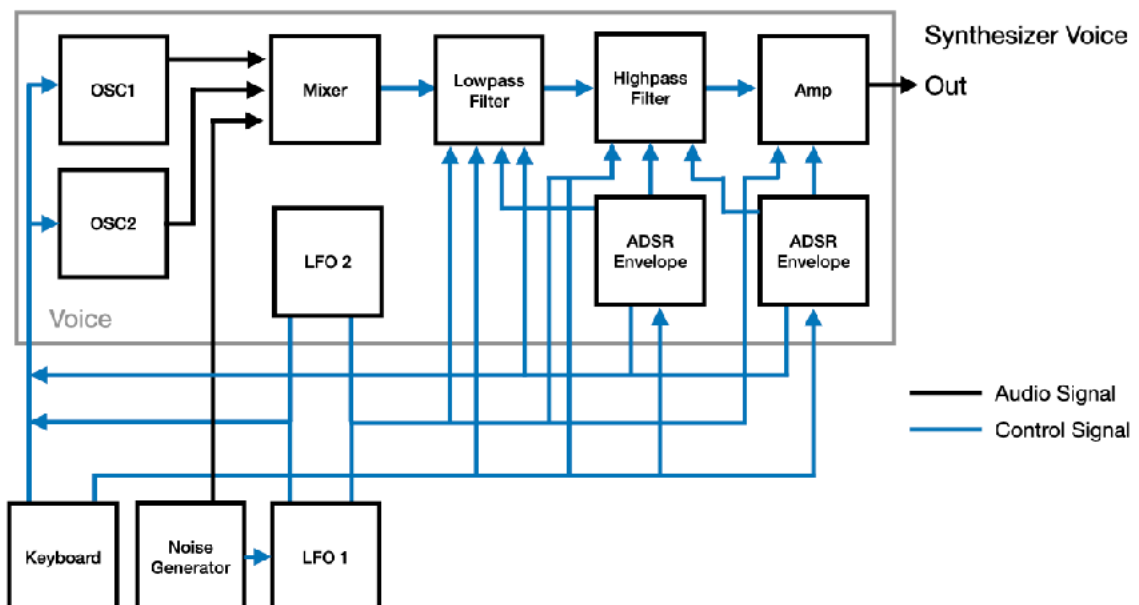 Synthesizer Voice
OSC1
Mixer
Lowpass
Filter
Highpass
Filter
Amp
Out
OSC2
LFO 2
ADSR
Envelope
ADSR
Envelope
Voice
Audio Signal
Control Signal
Keyboard
Noise
Generator
LFO 1